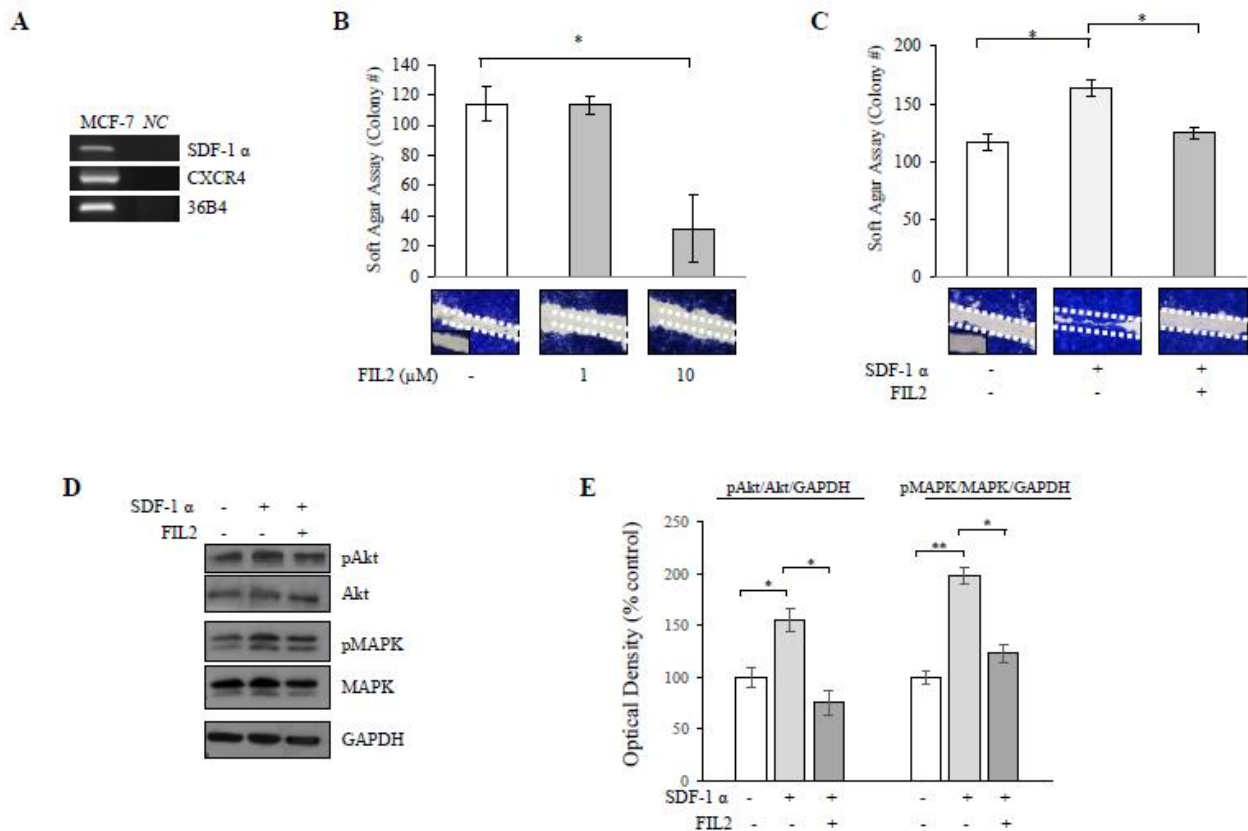 A
MCF-7 NC
SDF-1 α
CXCR4
36B4
B
*
Soft Agar Assay (Colony #)
140
120
100
80
60
40
20
0
FIL2 (µM) - 1 10
C
* *
Soft Agar Assay (Colony #)
200
150
100
50
0
SDF-1 α - + +
FIL2 - - +
D
SDF-1 α - + +
FIL2 - - +
pAkt
Akt
pMAPK
MAPK
GAPDH
E
pAkt/Akt/GAPDH pMAPK/MAPK/GAPDH
Optical Density (% control)
250
200
150
100
50
0
* * ** *
SDF-1 α - + + - + +
FIL2 - - + - - +